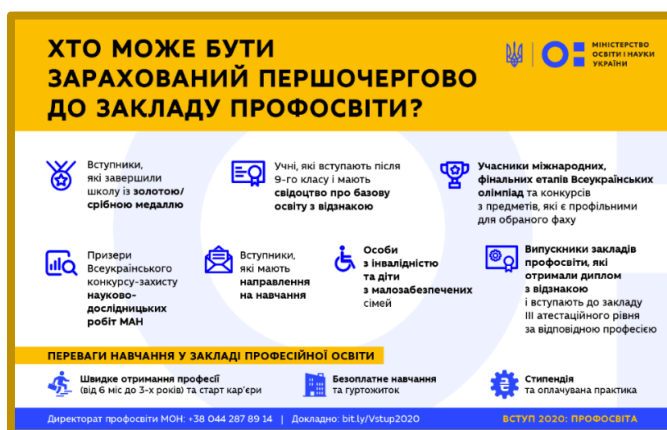 ХТО МОЖЕ БУТИ
ЗАРАХОВАНИЙ ПЕРШОЧЕРГОВО
ДО ЗАКЛАДУ ПРОФОСВІТИ?
МІНІСТЕРСТВО
ОСВІТИ І НАУКИ
УКРАЇНИ
Вступники,
які завершили
школу із золотою/
срібною медаллю
Учні, які вступають після
9-го класу і мають
свідоцтво про базову
освіту з відзнакою
Учасники міжнародних,
фінальних етапів Всеукраїнських
олімпіад та конкурсів
з предметів, які є профільними
для обраного фаху
Призери
Всеукраїнського
конкурсу-захисту
науково-
дослідницьких
робіт МАН
Вступники,
які мають
направлення
на навчання
Особи
з інвалідністю
та діти
з малозабезпечених
сімей
Випускники закладів
профосвіти, які
отримали диплом
з відзнакою
і вступають до закладу
III атестаційного рівня
за відповідною професією
ПЕРЕВАГИ НАВЧАННЯ У ЗАКЛАДІ ПРОФЕСІЙНОЇ ОСВІТИ
Швидке отримання професії
(від 6 міс до 3-х років) та старт кар'єри
Безоплатне навчання
та гуртожиток
Стипендія
та оплачувана практика
Директорат профосвіти МОН: +38 044 287 89 14 | Докладно: bit.ly/Vstup2020
ВСТУП 2020: ПРОФОСВІТА